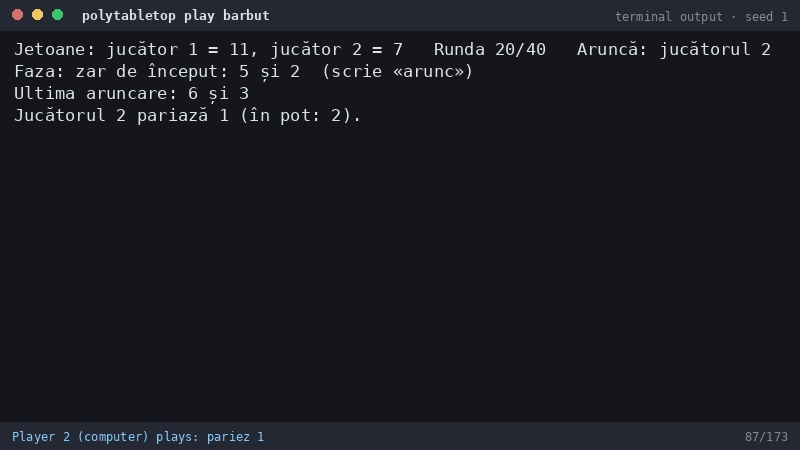 polytabletop play barbut
terminal output · seed 1
Jetoane: jucător 1 = 11, jucător 2 = 7   Runda 20/40   Aruncă: jucătorul 2
Faza: zar de început: 5 și 2  (scrie «arunc»)
Ultima aruncare: 6 și 3
Jucătorul 2 pariază 1 (în pot: 2).
Player 2 (computer) plays: pariez 1
87/173